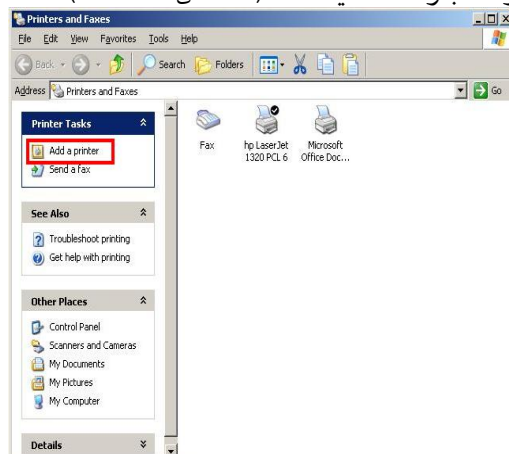 Printers and Faxes
File Edit View Favorites Tools Help
Back Search Folders
Address Printers and Faxes Go
Printer Tasks
Add a printer
Send a fax
See Also
Troubleshoot printing
Get help with printing
Other Places
Control Panel
Scanners and Cameras
My Documents
My Pictures
My Computer
Details
Fax
hp LaserJet
1320 PCL 6
Microsoft
Office Doc...